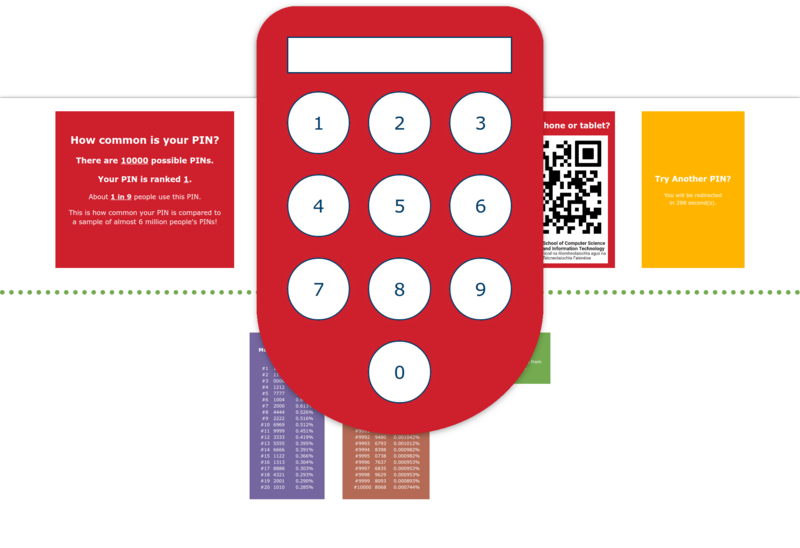 How common is your PIN?
There are 10000 possible PINs.
Your PIN is ranked 1.
About 1 in 9 people use this PIN.
This is how common your PIN is compared to
a sample of almost 6 million people's PINs!
1 2 3
4 5 6
7 8 9
0
hone or tablet?
School of Computer Science
and Information Technology
Try Another PIN?
You will be redirected
in 298 second(s).
from
#1
#2
#3
#4 1212
#5 7777
#6 1004
#7 2000
#8 4444 0.526%
#9 2222 0.516%
#10 6969 0.512%
#11 9999 0.451%
#12 3333 0.419%
#13 5555 0.395%
#14 6666 0.391%
#15 1122 0.366%
#16 1313 0.304%
#17 8888 0.303%
#18 4321 0.293%
#19 2001 0.290%
#20 1010 0.285%
#9992 9480 0.001042%
#9993 6793 0.001012%
#9994 8398 0.000982%
#9995 0738 0.000982%
#9996 7637 0.000953%
#9997 6835 0.000953%
#9998 9629 0.000953%
#9999 8093 0.000893%
#10000 8068 0.000744%